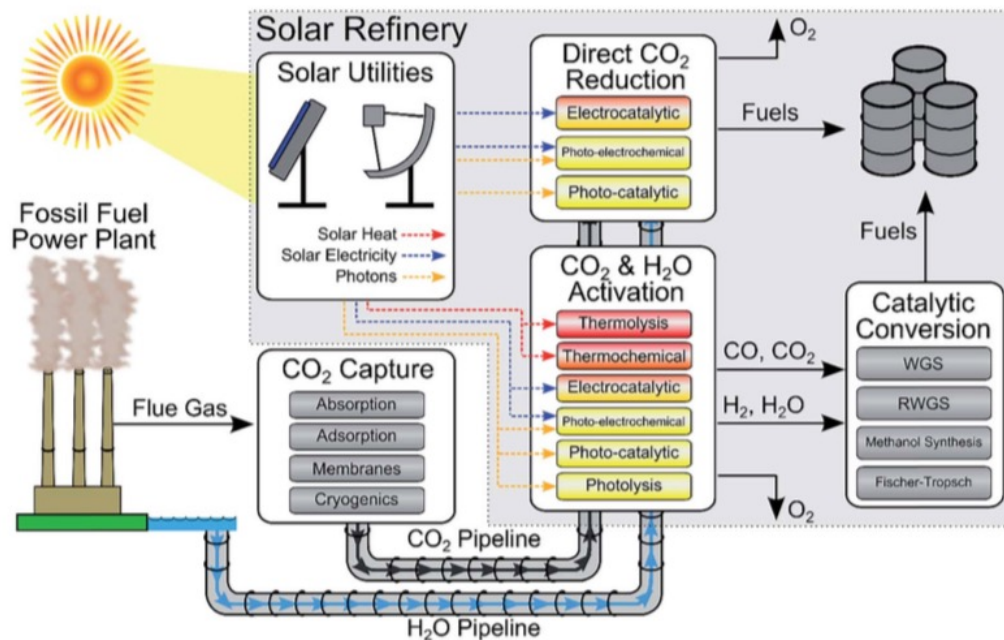 Solar Refinery
Solar Utilities
Solar Heat
Solar Electricity
Photons
Direct CO₂
Reduction
Electrocatalytic
Photo-electrochemical
Photo-catalytic
O₂
Fuels
Fossil Fuel
Power Plant
Flue Gas
CO₂ Capture
Absorption
Adsorption
Membranes
Cryogenics
CO₂ & H₂O
Activation
Thermolysis
Thermochemical
Electrocatalytic
Photo-electrochemical
Photo-catalytic
Photolysis
CO, CO₂
H₂, H₂O
O₂
Fuels
Catalytic
Conversion
WGS
RWGS
Methanol Synthesis
Fischer-Tropsch
CO₂ Pipeline
H₂O Pipeline